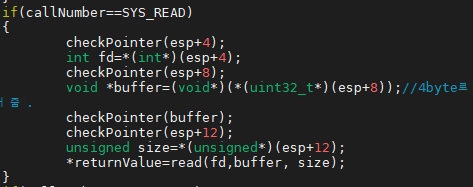 if(callNumber==SYS_READ)
{
        checkPointer(esp+4);
        int fd=*(int*)(esp+4);
        checkPointer(esp+8);
        void *buffer=(void*)(*(uint32_t*)(esp+8));//4byte로
 줄 .
        checkPointer(buffer);
        checkPointer(esp+12);
        unsigned size=*(unsigned*)(esp+12);
        *returnValue=read(fd,buffer, size);
}